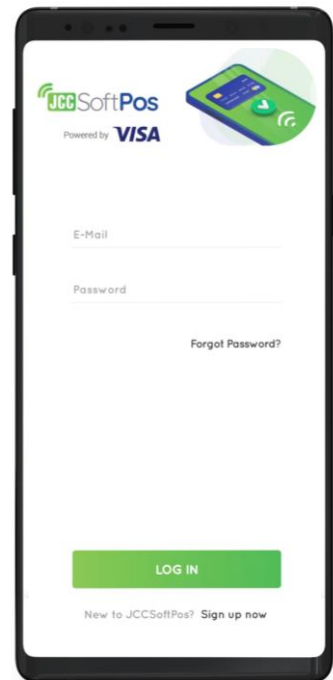 JCC SoftPos
Powered by VISA
E-Mail
Password
Forgot Password?
LOG IN
New to JCCSoftPos? Sign up now